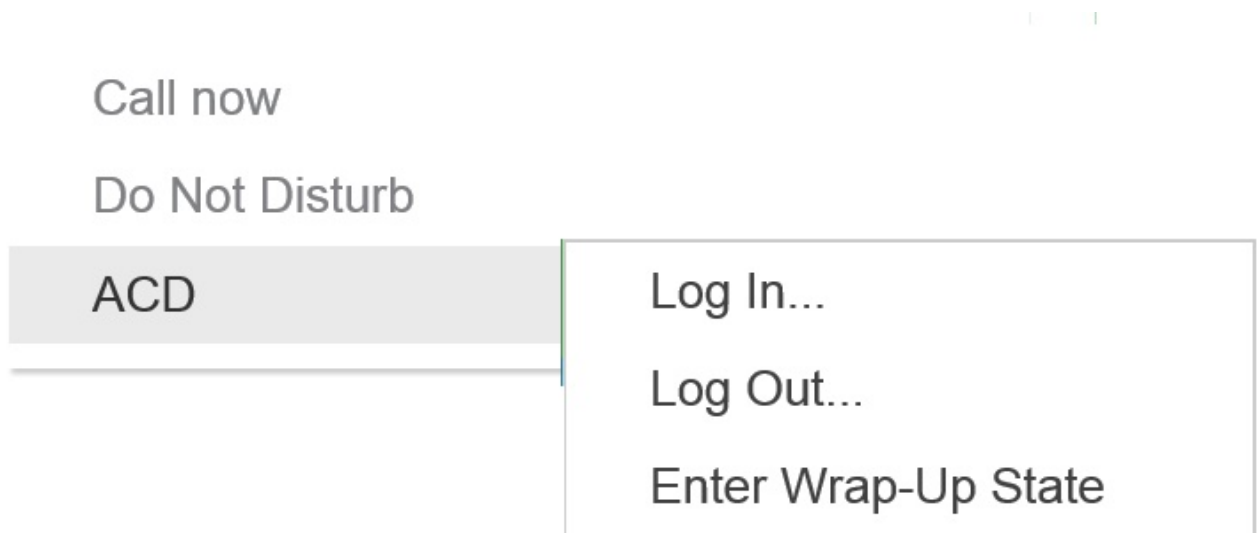 Call now
Do Not Disturb
ACD
Log In...
Log Out...
Enter Wrap-Up State